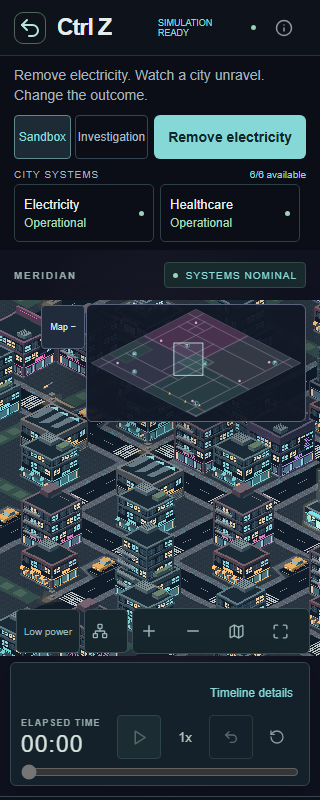 Ctrl Z
SIMULATION
READY
Remove electricity. Watch a city unravel.
Change the outcome.
Sandbox
Investigation
Remove electricity
CITY SYSTEMS
6/6 available
Electricity
Operational
Healthcare
Operational
MERIDIAN
SYSTEMS NOMINAL
Map −
Low power
Timeline details
ELAPSED TIME
00:00
1x